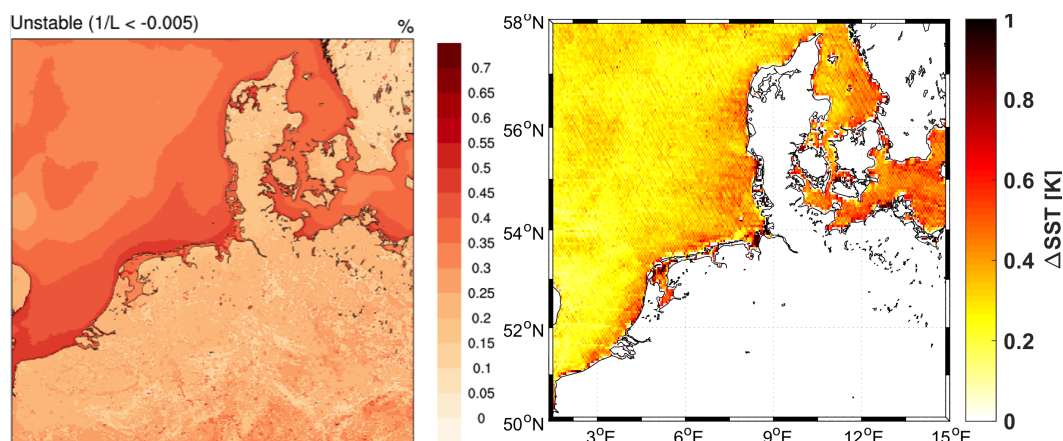 Unstable (1/L < -0.005)
%
0.7
0.65
0.6
0.55
0.5
0.45
0.4
0.35
0.3
0.25
0.2
0.15
0.1
0.05
0
58°N
56°N
54°N
52°N
50°N
3°E
6°E
9°E
12°E
15°E
1
0.8
0.6
0.4
0.2
0
ΔSST [K]